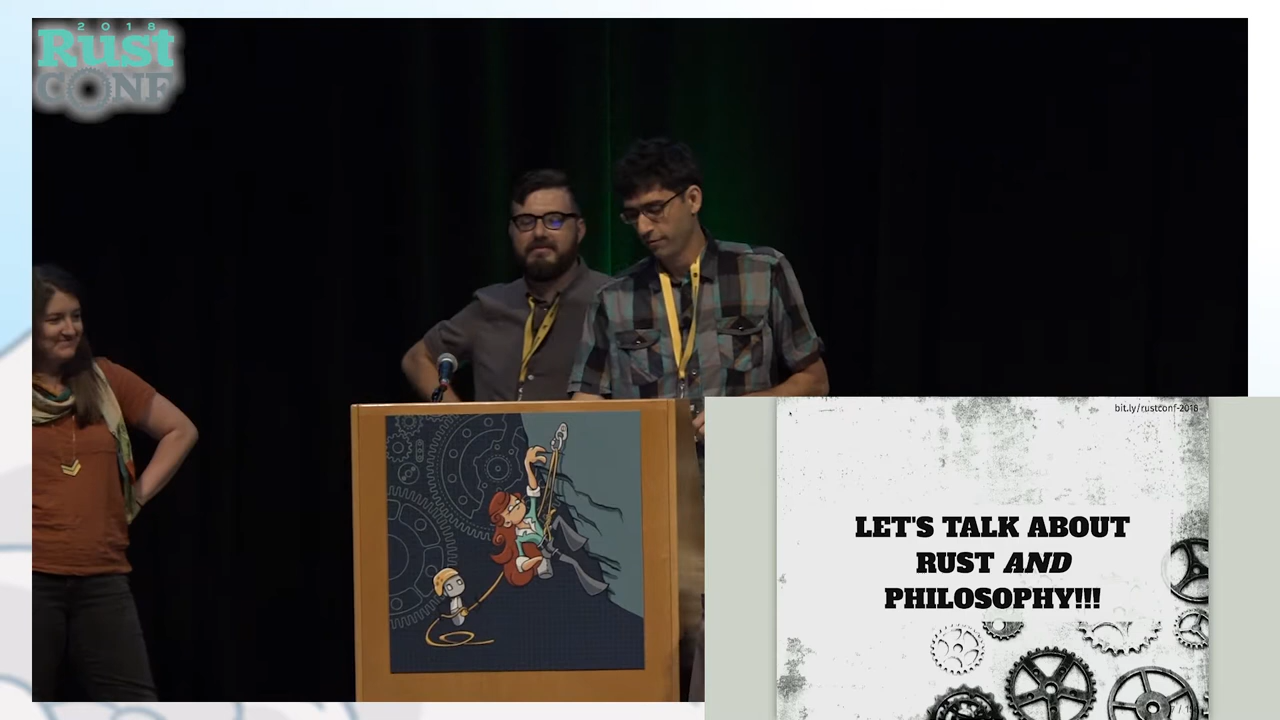 2018
Rust
CONF
bit.ly/rustconf-2018
LET'S TALK ABOUT
RUST AND
PHILOSOPHY!!!